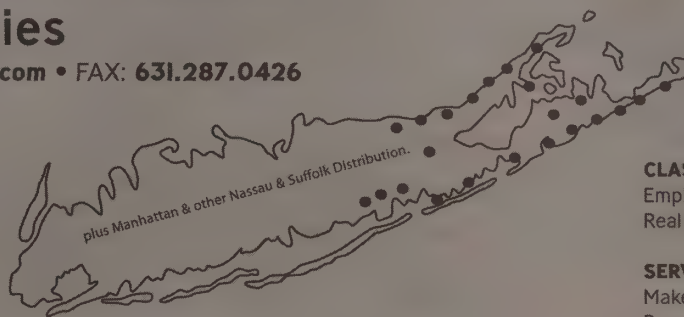 ies
com • FAX: 631.287.0426
plus Manhattan & other Nassau & Suffolk Distribution.
CLAS
Emp
Real
SERV
Make